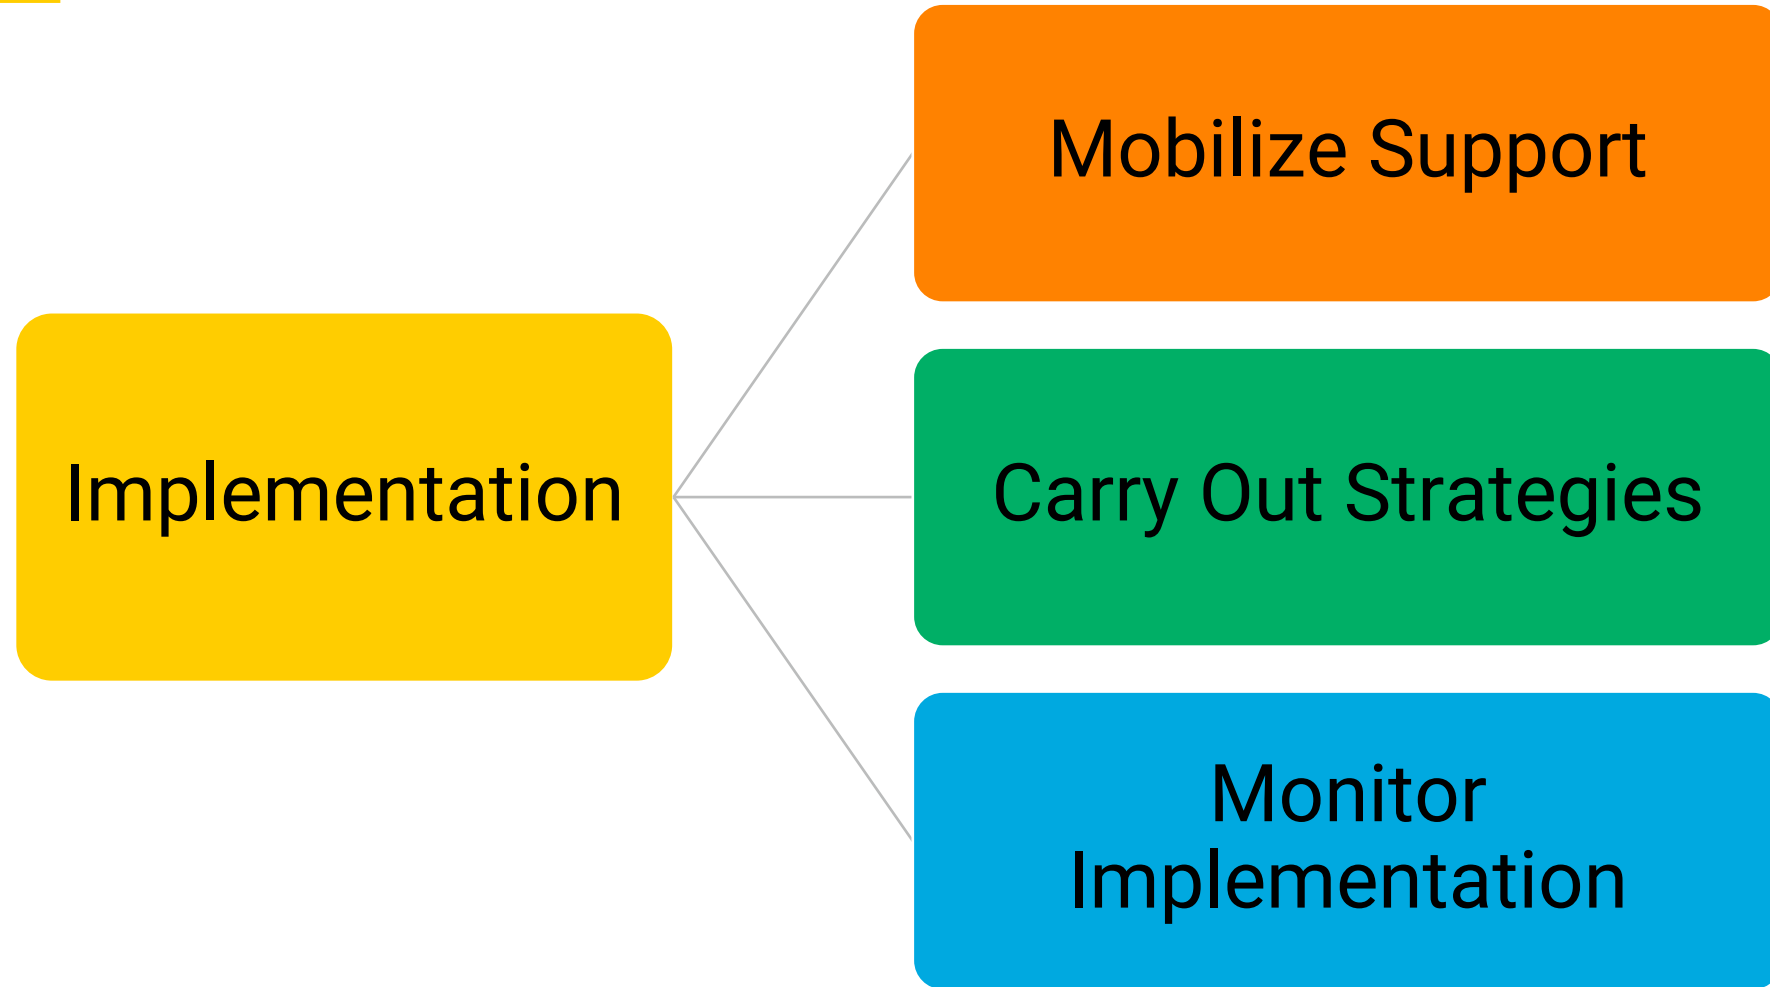 Mobilize Support
Implementation
Carry Out Strategies
Monitor
Implementation